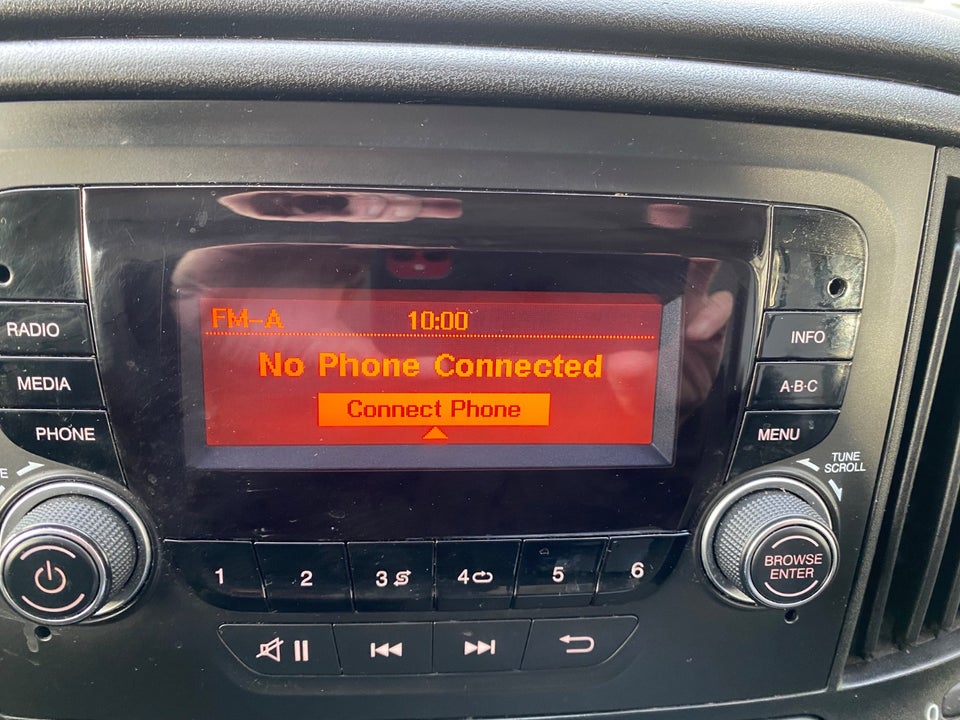 FM-A 10:00
No Phone Connected
Connect Phone
RADIO
MEDIA
PHONE
INFO
A·B·C
MENU
TUNE
SCROLL
BROWSE
ENTER
1 2 3 4 5 6
0